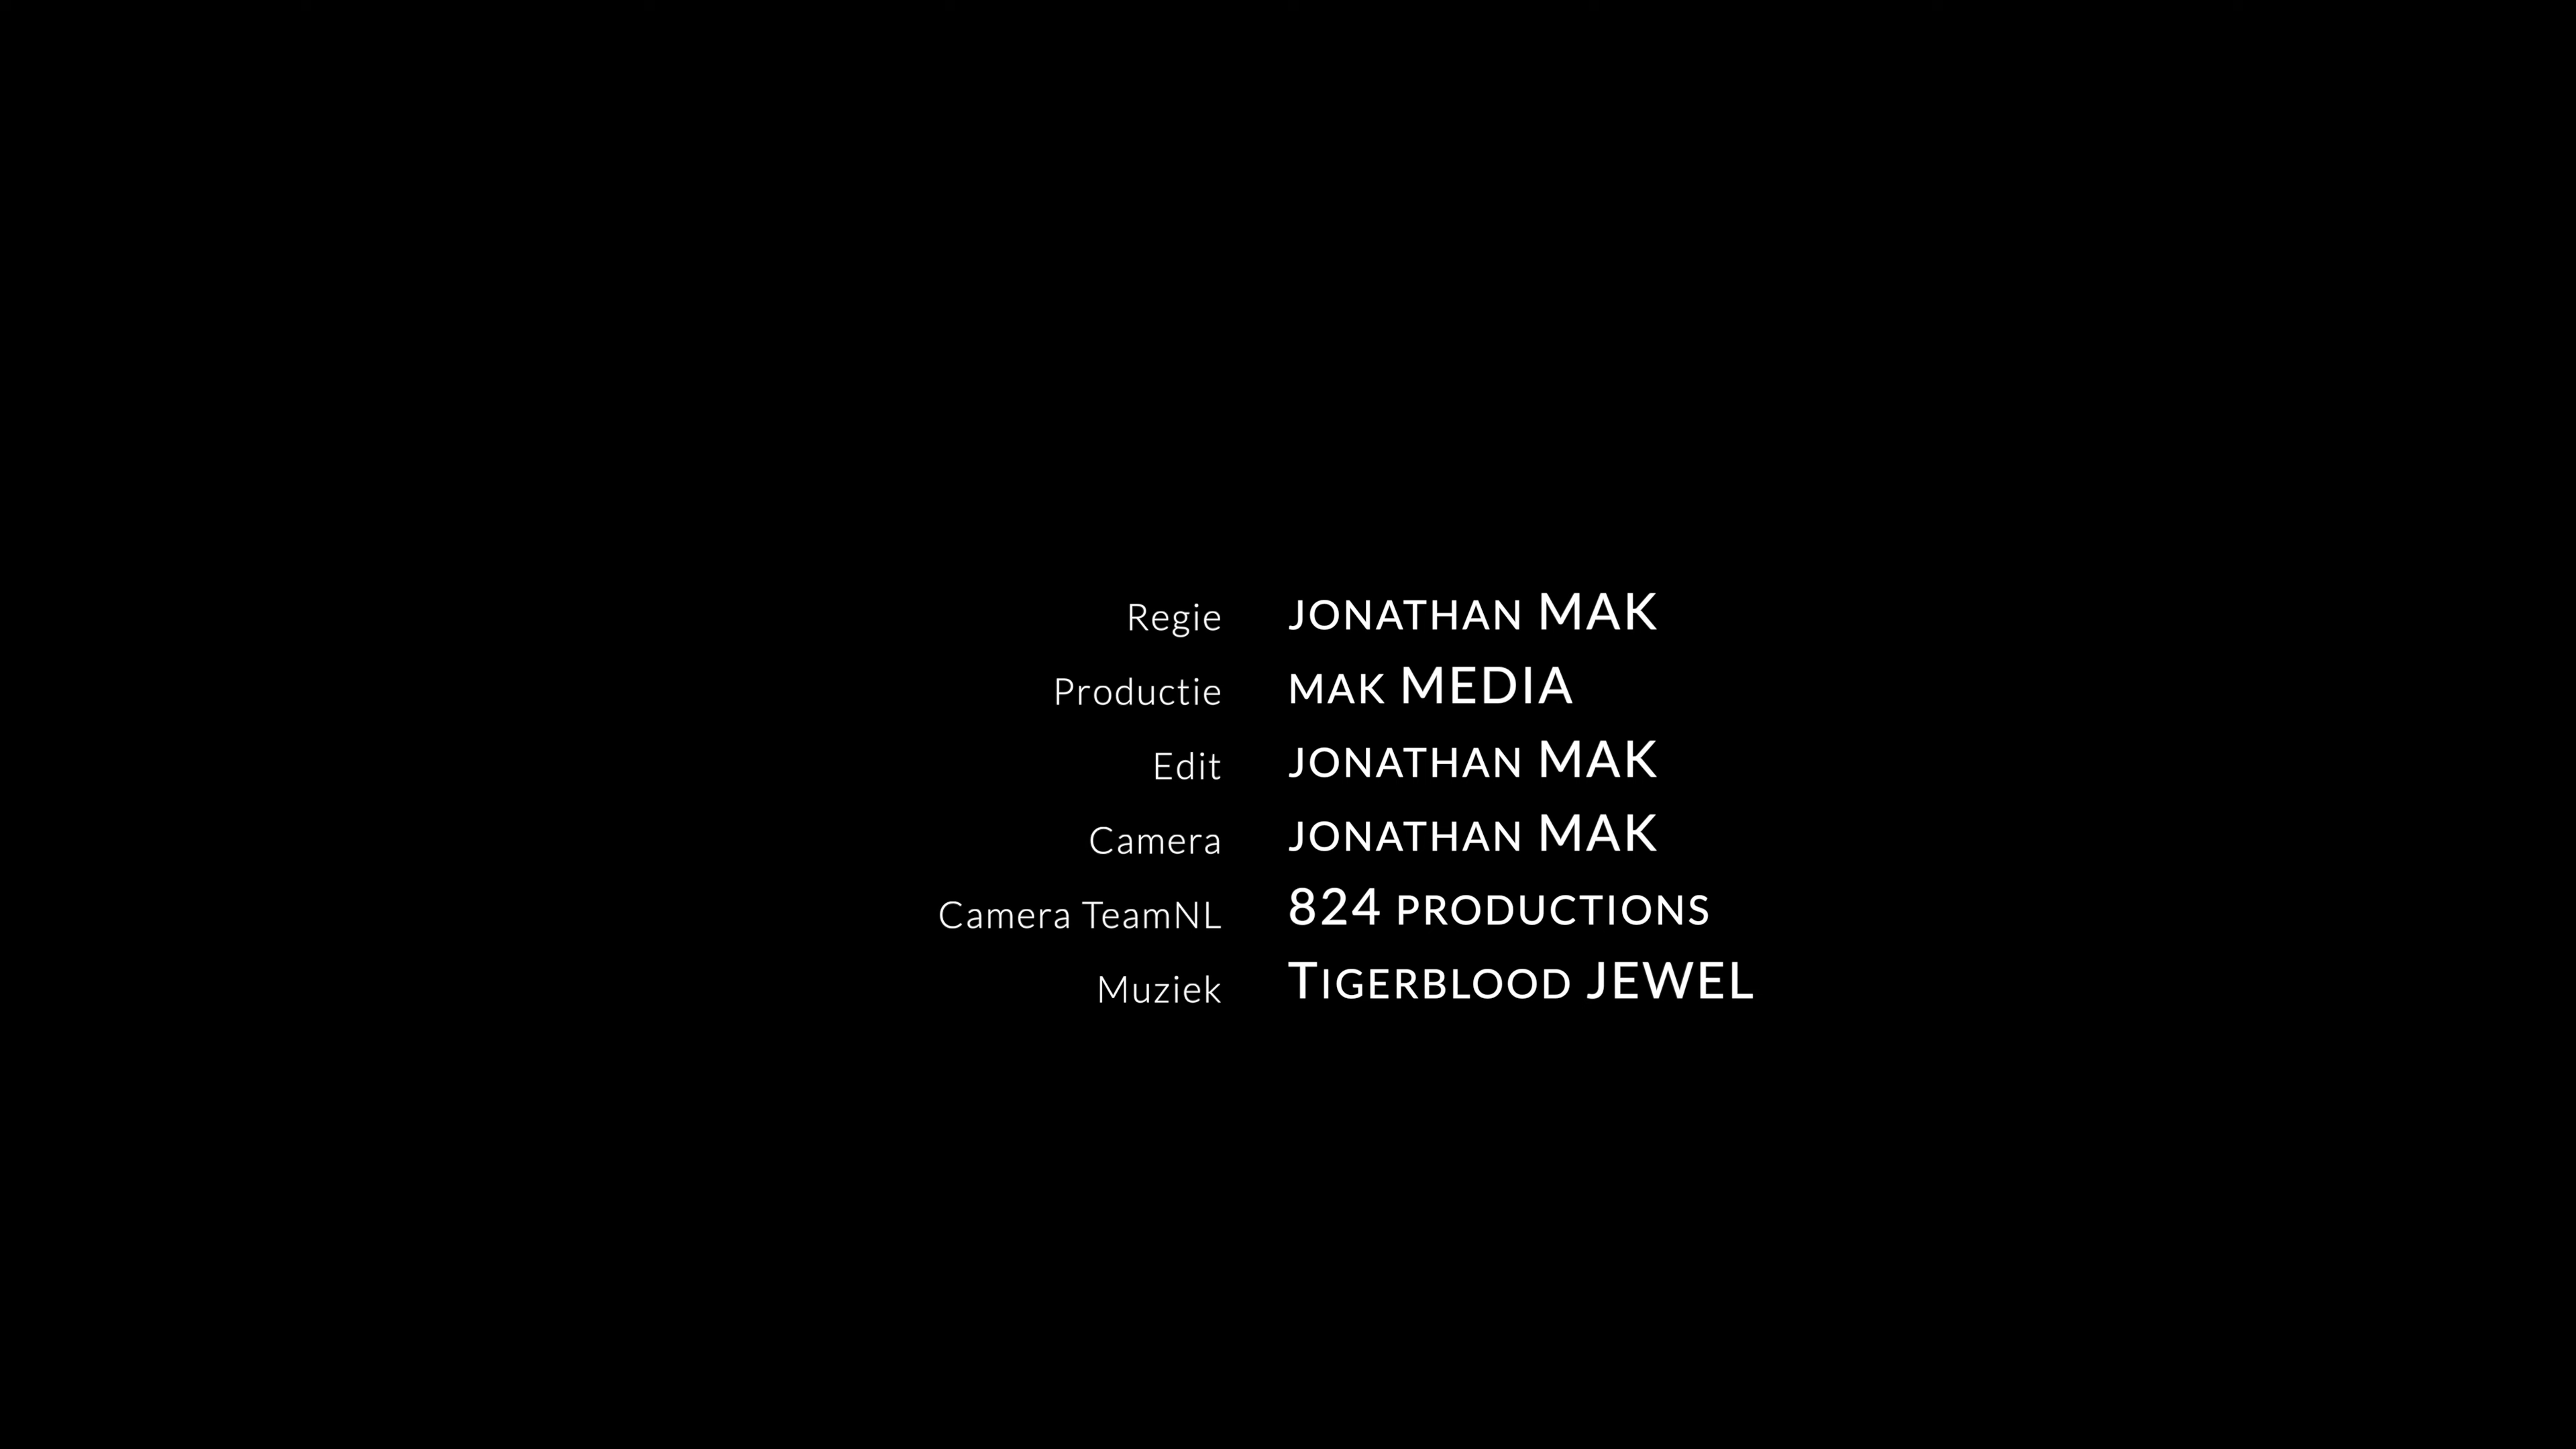 Regie JONATHAN MAK
Productie MAK MEDIA
Edit JONATHAN MAK
Camera JONATHAN MAK
Camera TeamNL 824 PRODUCTIONS
Muziek TIGERBLOOD JEWEL